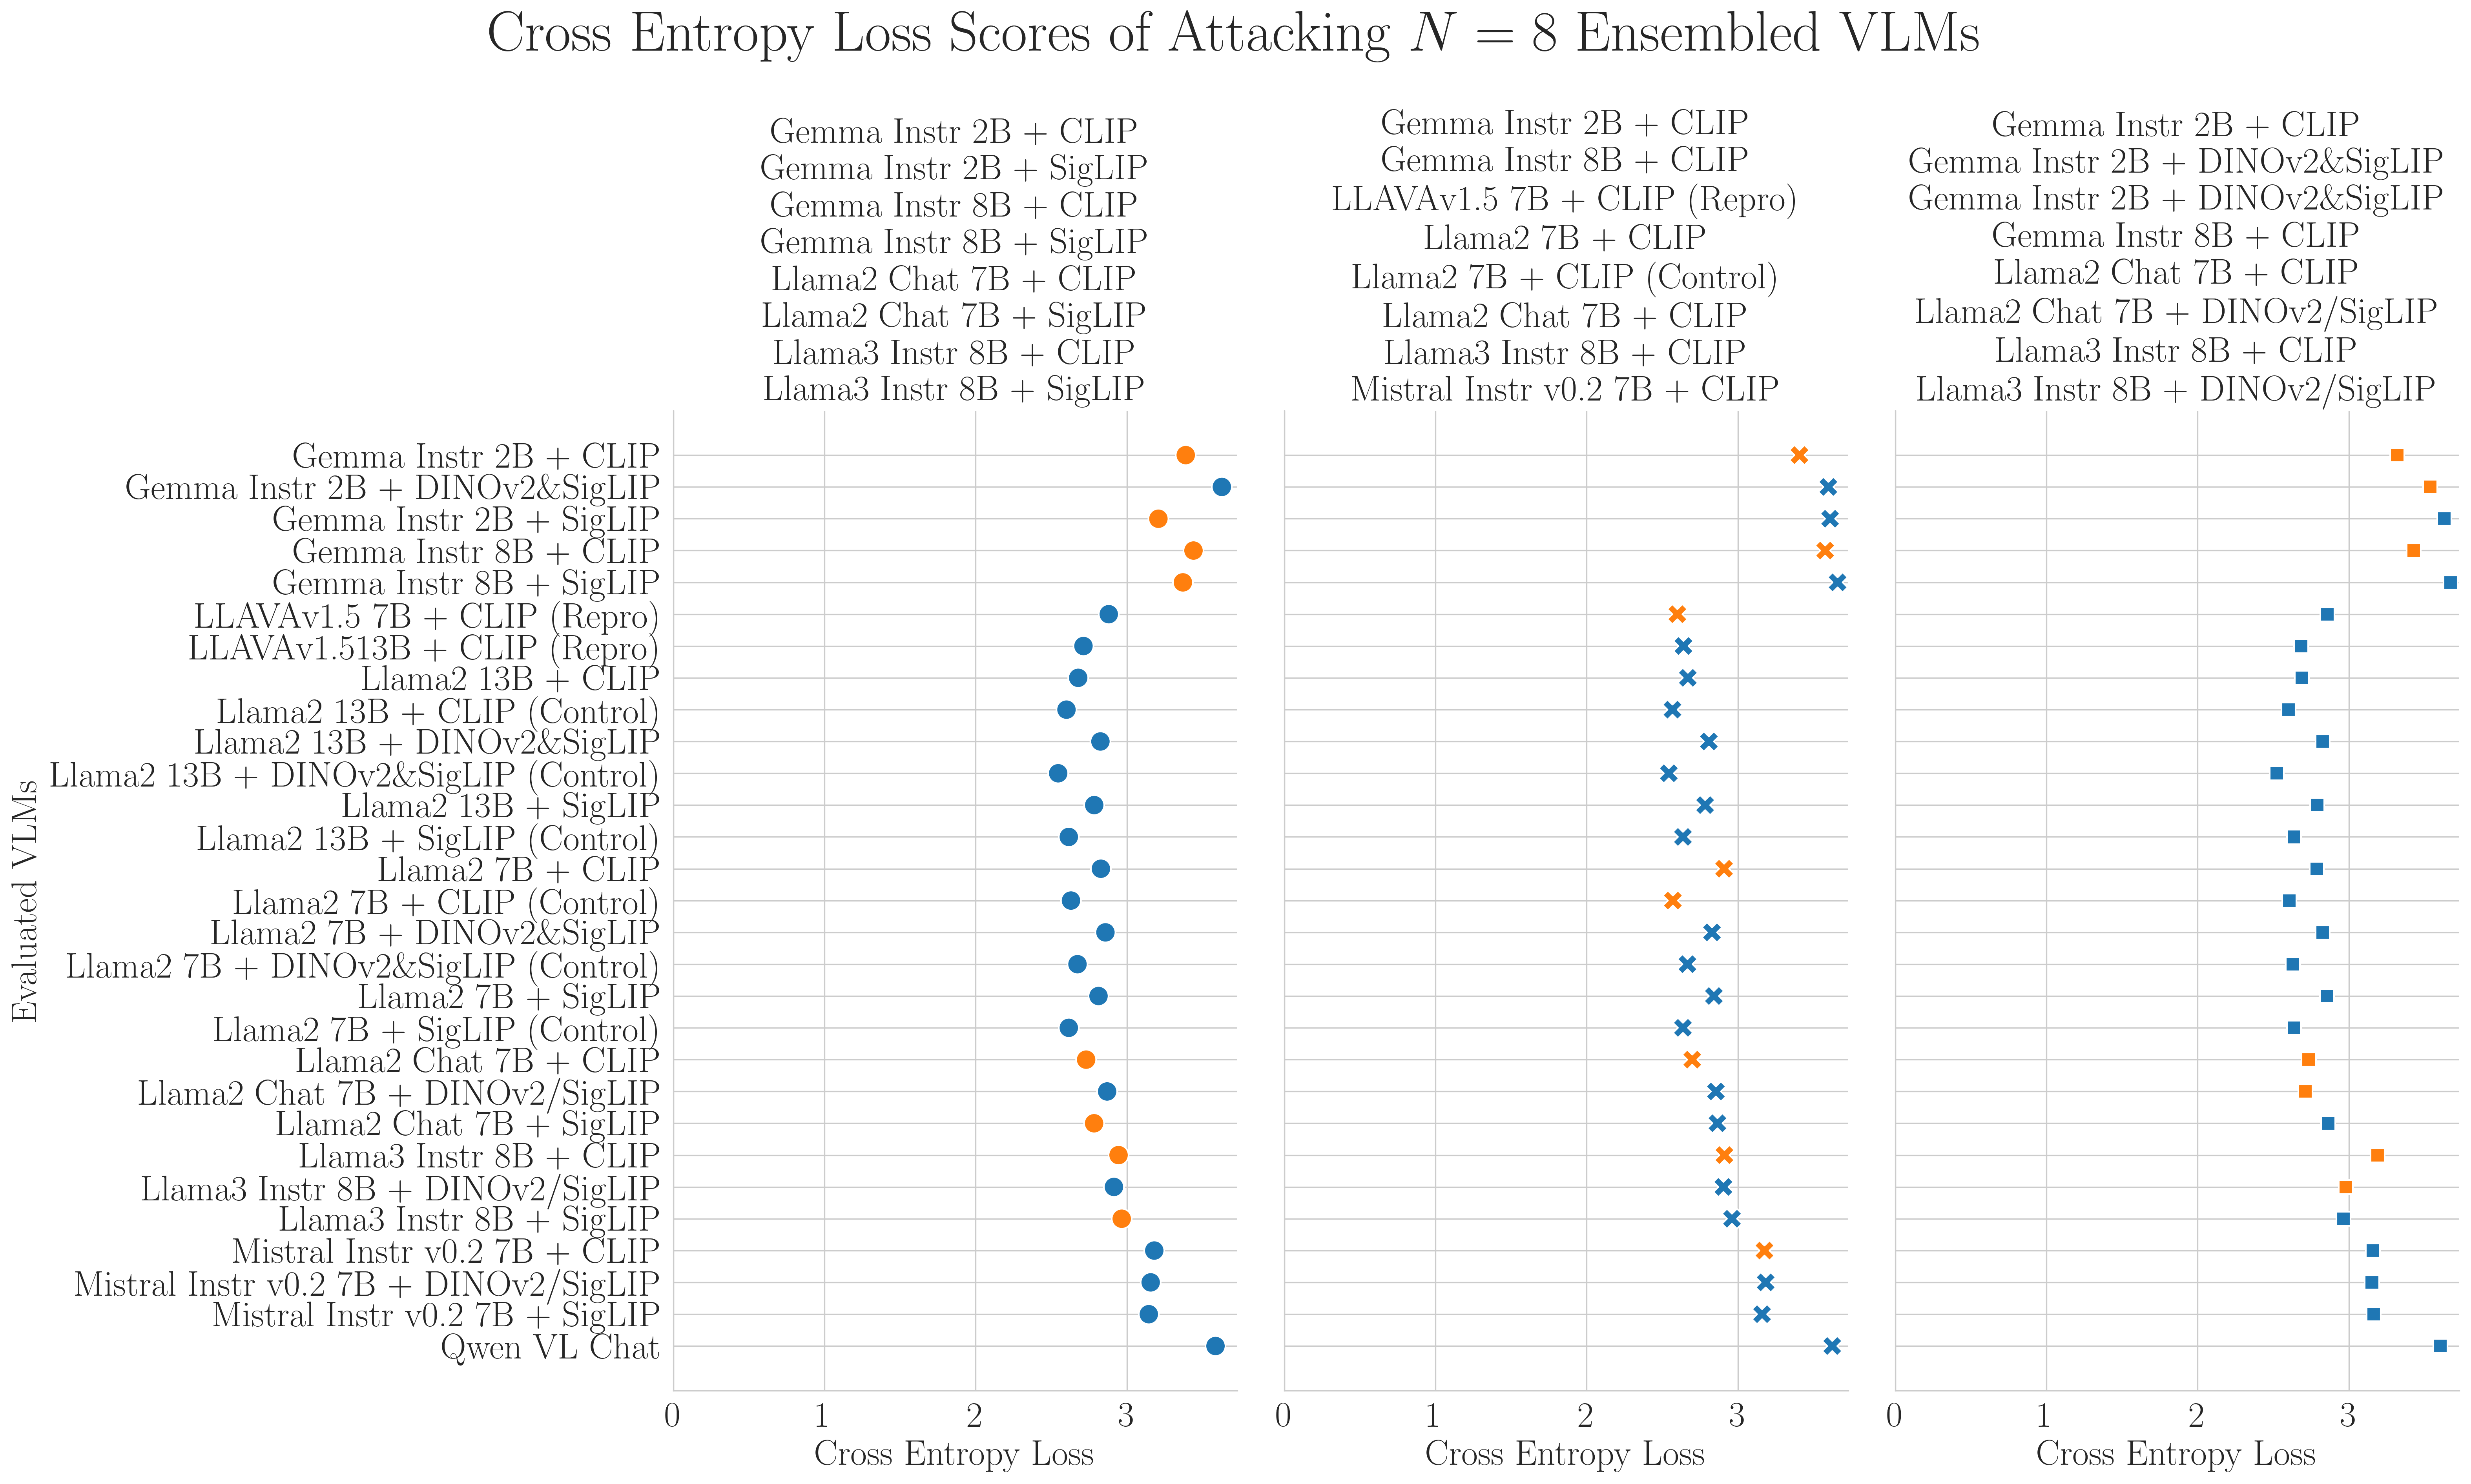 Cross Entropy Loss Scores of Attacking N = 8 Ensembled VLMs
Gemma Instr 2B + CLIP
Gemma Instr 2B + SigLIP
Gemma Instr 8B + CLIP
Gemma Instr 8B + SigLIP
Llama2 Chat 7B + CLIP
Llama2 Chat 7B + SigLIP
Llama3 Instr 8B + CLIP
Llama3 Instr 8B + SigLIP
Gemma Instr 2B + CLIP
Gemma Instr 8B + CLIP
LLAVAv1.5 7B + CLIP (Repro)
Llama2 7B + CLIP
Llama2 7B + CLIP (Control)
Llama2 Chat 7B + CLIP
Llama3 Instr 8B + CLIP
Mistral Instr v0.2 7B + CLIP
Gemma Instr 2B + CLIP
Gemma Instr 2B + DINOv2&SigLIP
Gemma Instr 2B + DINOv2&SigLIP
Gemma Instr 8B + CLIP
Llama2 Chat 7B + CLIP
Llama2 Chat 7B + DINOv2/SigLIP
Llama3 Instr 8B + CLIP
Llama3 Instr 8B + DINOv2/SigLIP
Evaluated VLMs
Gemma Instr 2B + CLIP
Gemma Instr 2B + DINOv2&SigLIP
Gemma Instr 2B + SigLIP
Gemma Instr 8B + CLIP
Gemma Instr 8B + SigLIP
LLAVAv1.5 7B + CLIP (Repro)
LLAVAv1.513B + CLIP (Repro)
Llama2 13B + CLIP
Llama2 13B + CLIP (Control)
Llama2 13B + DINOv2&SigLIP
Llama2 13B + DINOv2&SigLIP (Control)
Llama2 13B + SigLIP
Llama2 13B + SigLIP (Control)
Llama2 7B + CLIP
Llama2 7B + CLIP (Control)
Llama2 7B + DINOv2&SigLIP
Llama2 7B + DINOv2&SigLIP (Control)
Llama2 7B + SigLIP
Llama2 7B + SigLIP (Control)
Llama2 Chat 7B + CLIP
Llama2 Chat 7B + DINOv2/SigLIP
Llama2 Chat 7B + SigLIP
Llama3 Instr 8B + CLIP
Llama3 Instr 8B + DINOv2/SigLIP
Llama3 Instr 8B + SigLIP
Mistral Instr v0.2 7B + CLIP
Mistral Instr v0.2 7B + DINOv2/SigLIP
Mistral Instr v0.2 7B + SigLIP
Qwen VL Chat
0 1 2 3
Cross Entropy Loss
0 1 2 3
Cross Entropy Loss
0 1 2 3
Cross Entropy Loss